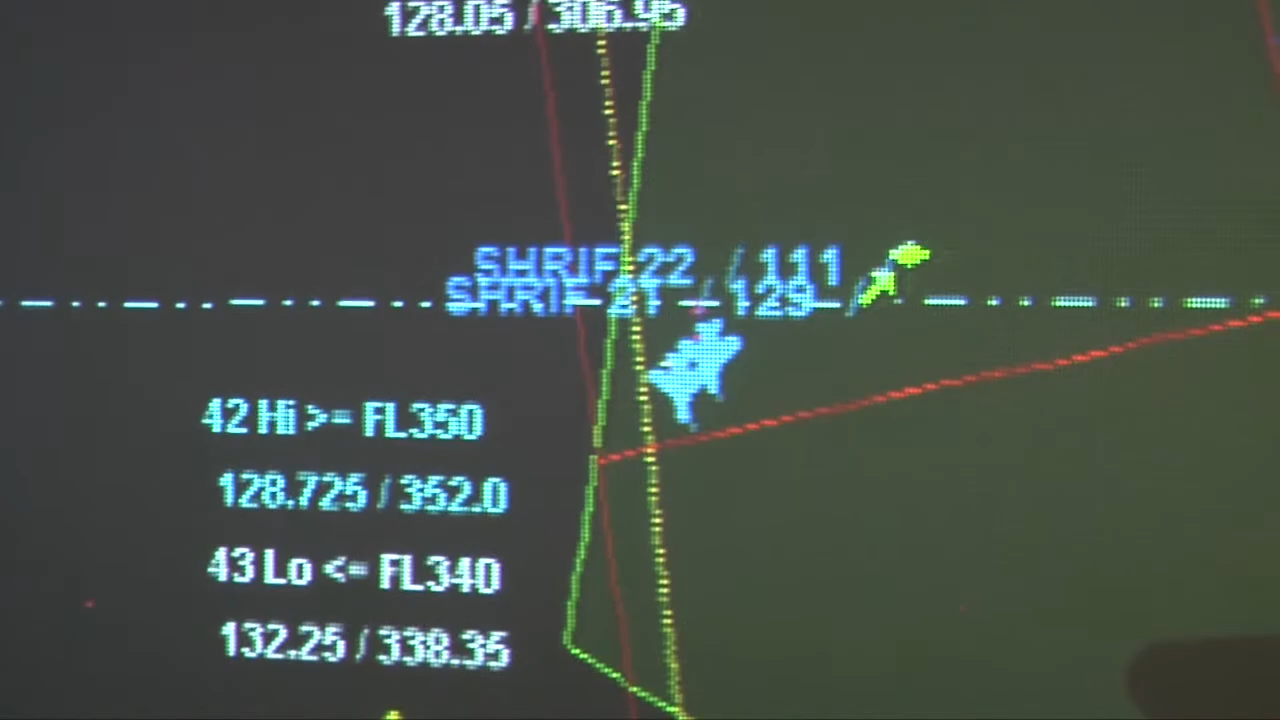 128.05 / 306.95
SHRIF 22 / 111
SHRIF 21 / 129 /
42 Hi >= FL350
128.725 / 352.0
43 Lo <= FL340
132.25 / 338.35